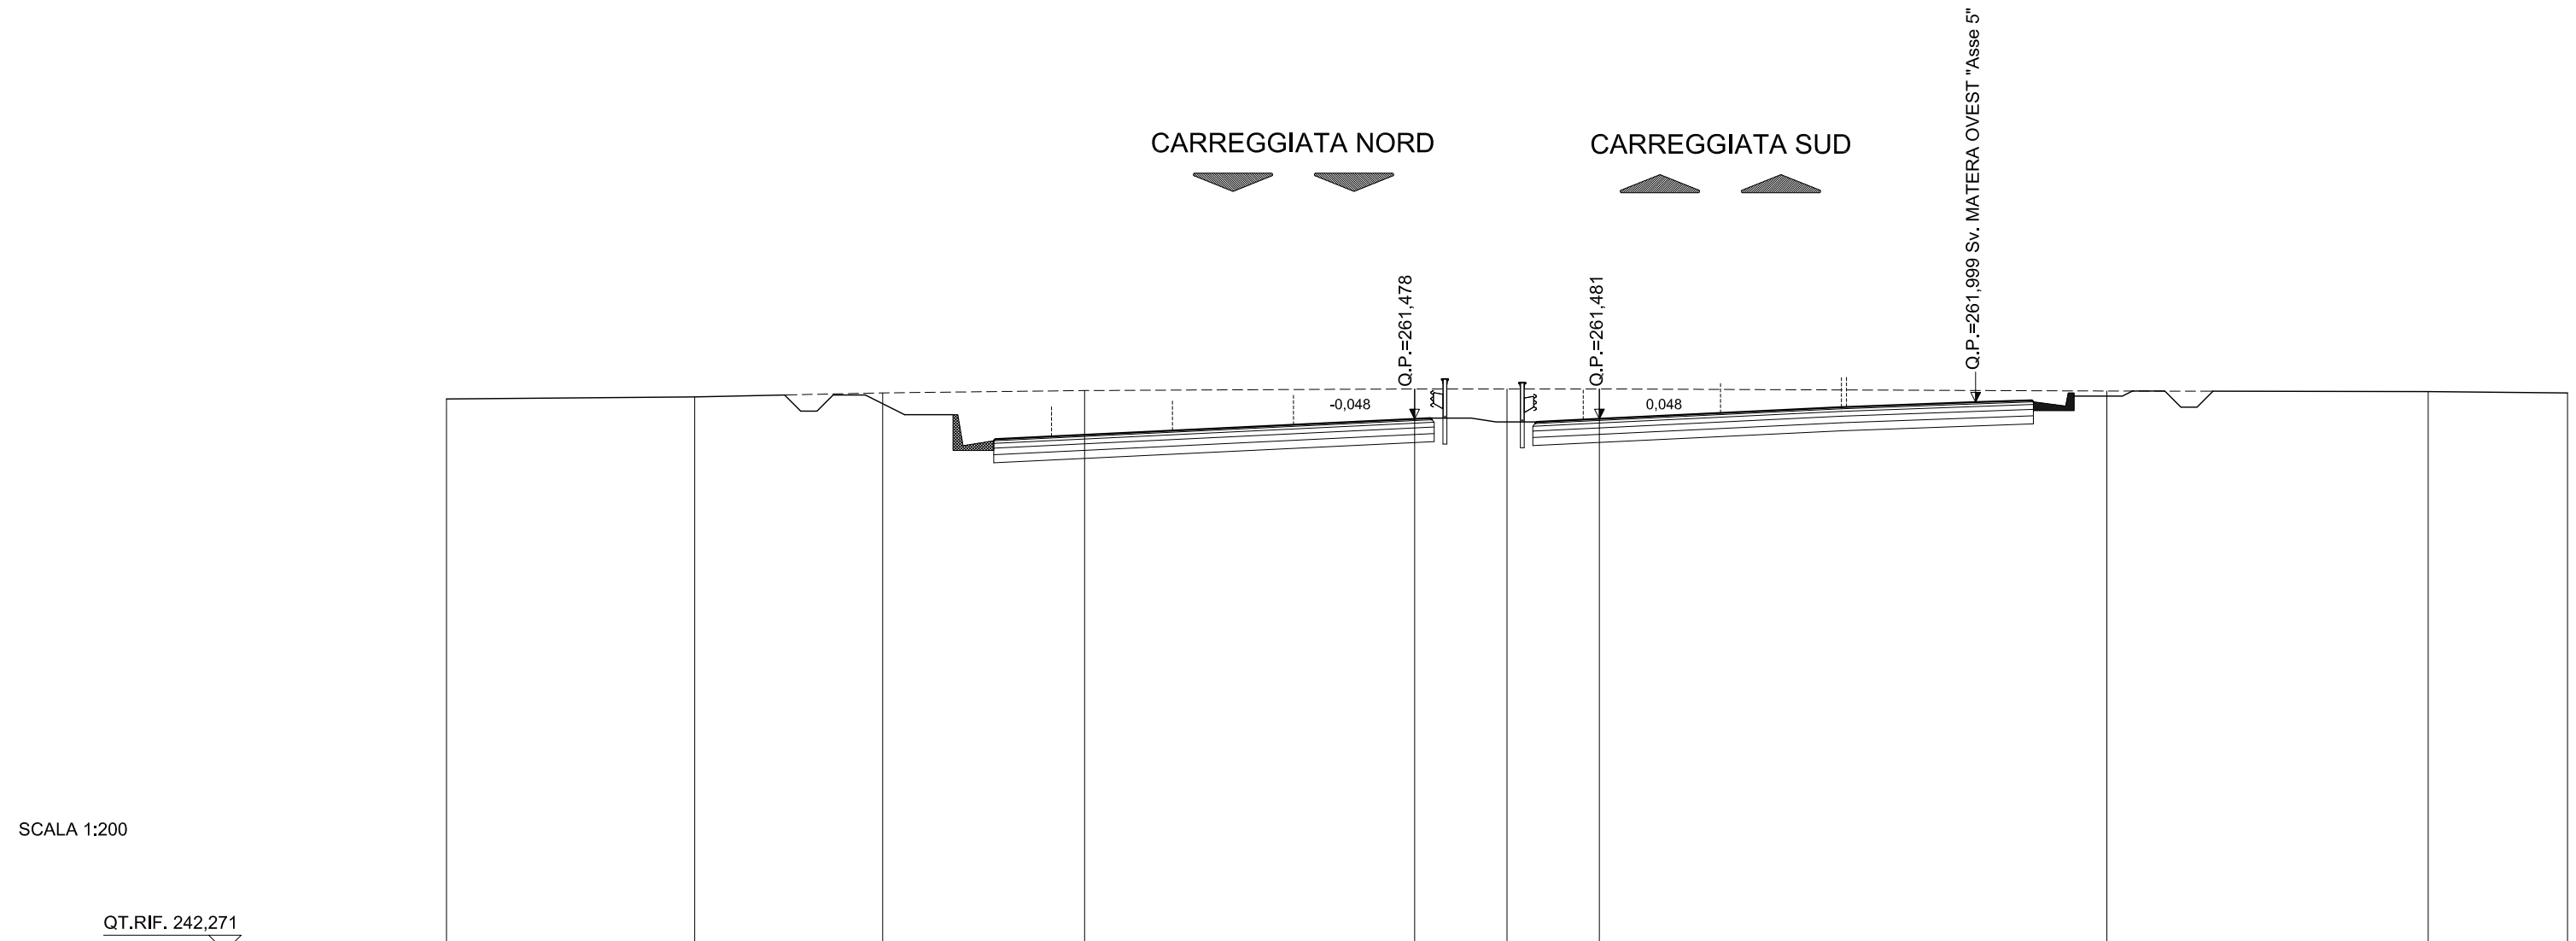 Q.P.=261,999 Sv. MATERA OVEST "Asse 5"
CARREGGIATA NORD
CARREGGIATA SUD
Q.P.=261,478
Q.P.=261,481
-0,048
0,048
SCALA 1:200
QT.RIF. 242,271